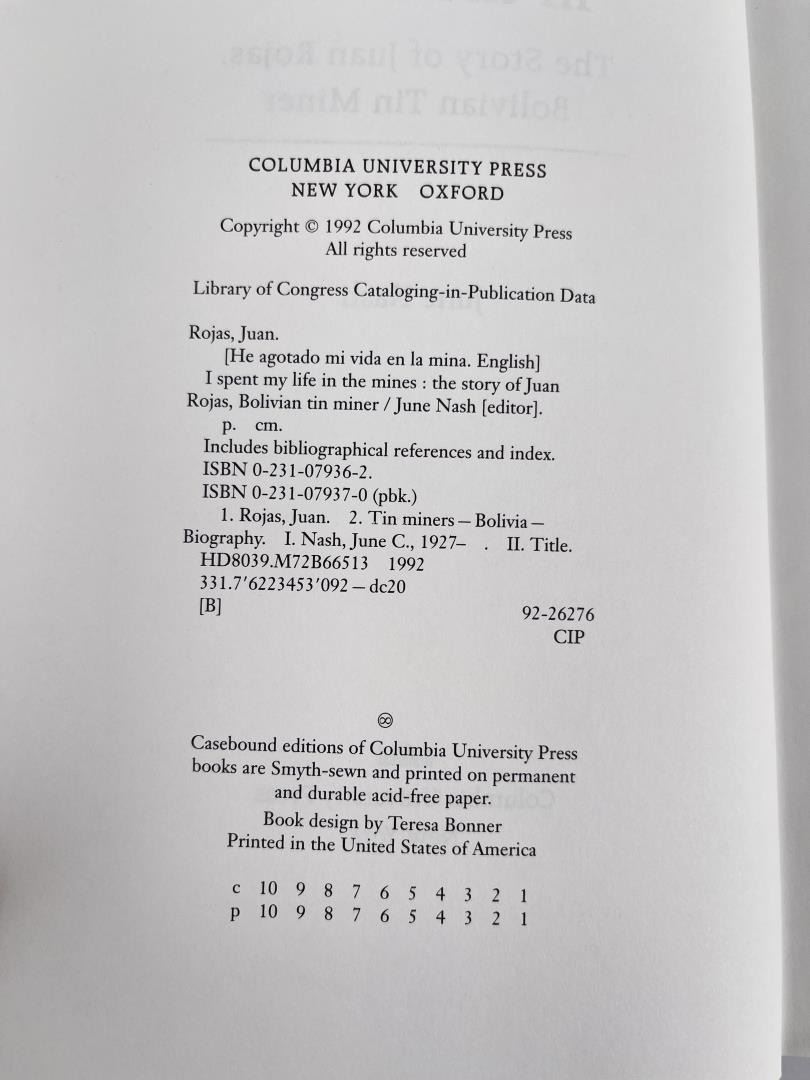 COLUMBIA UNIVERSITY PRESS
NEW YORK OXFORD
Copyright © 1992 Columbia University Press
All rights reserved
Library of Congress Cataloging-in-Publication Data
Rojas, Juan.
[He agotado mi vida en la mina. English]
I spent my life in the mines : the story of Juan
Rojas, Bolivian tin miner / June Nash [editor].
p. cm.
Includes bibliographical references and index.
ISBN 0-231-07936-2.
ISBN 0-231-07937-0 (pbk.)
1. Rojas, Juan. 2. Tin miners — Bolivia —
Biography. I. Nash, June C., 1927– . II. Title.
HD8039.M72B66513 1992
331.7′6223453′092 — dc20
[B] 92-26276
CIP
♾
Casebound editions of Columbia University Press
books are Smyth-sewn and printed on permanent
and durable acid-free paper.
Book design by Teresa Bonner
Printed in the United States of America
c 10 9 8 7 6 5 4 3 2 1
p 10 9 8 7 6 5 4 3 2 1